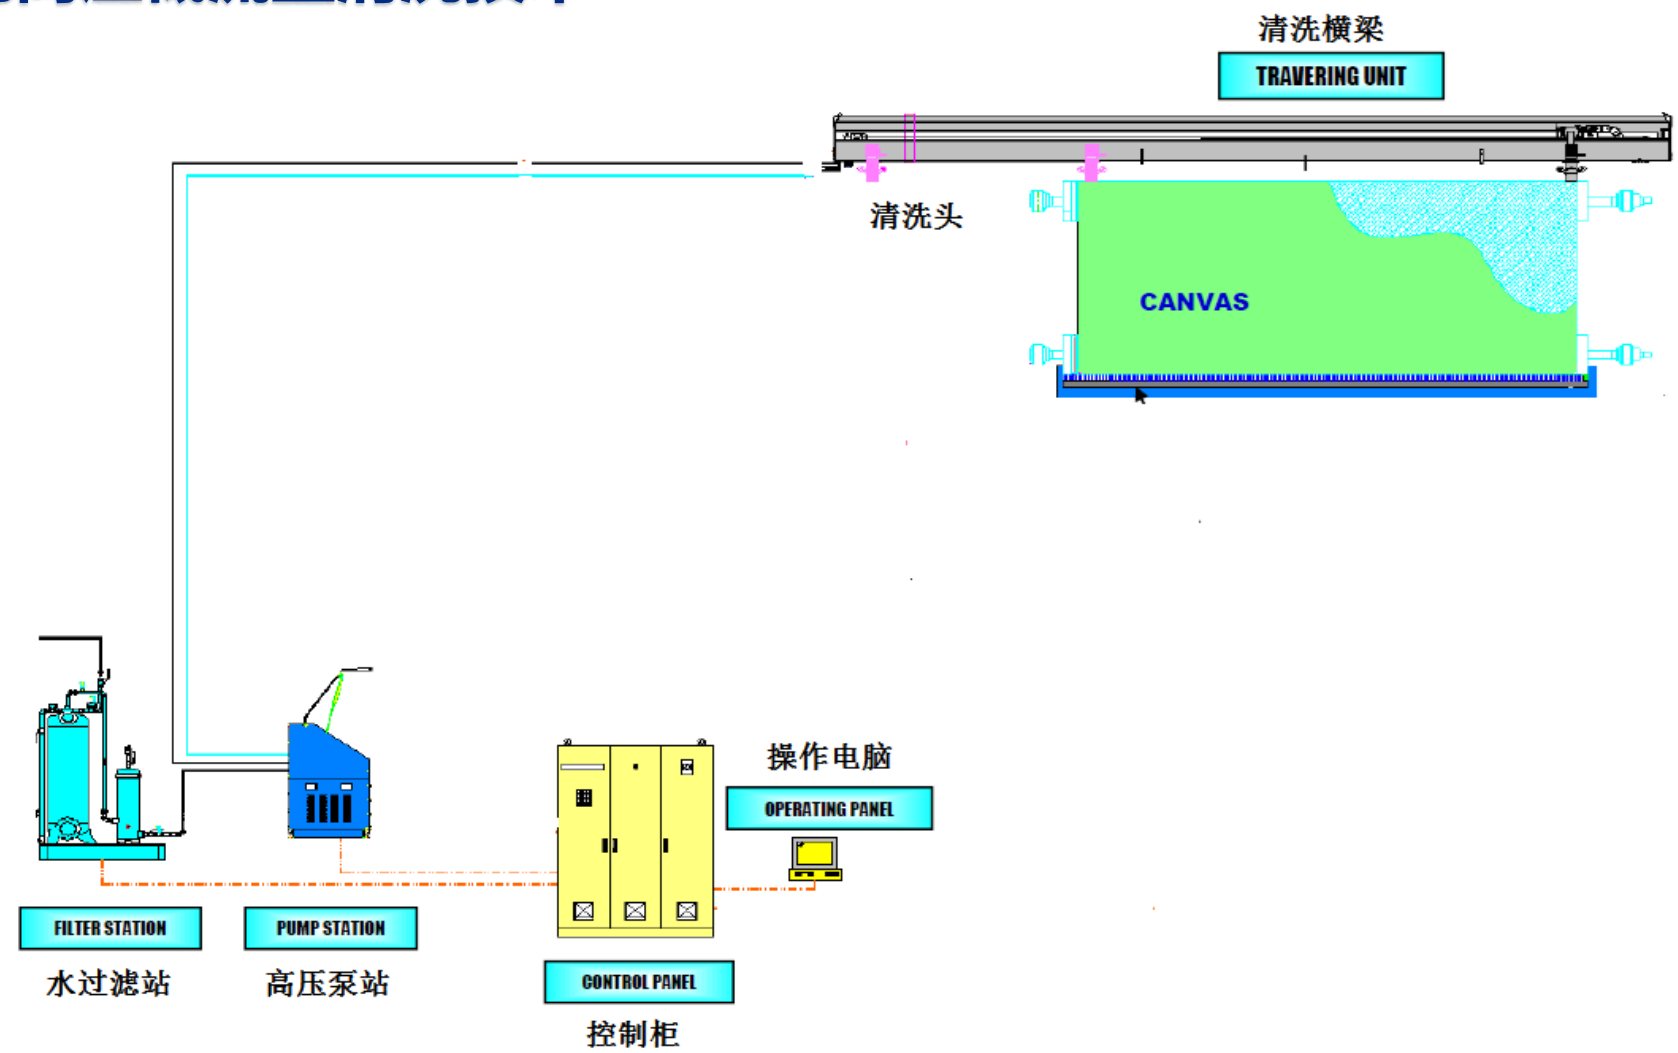 清洗横梁
TRAVERING UNIT
清洗头
CANVAS
操作电脑
OPERATING PANEL
FILTER STATION
PUMP STATION
水过滤站
高压泵站
CONTROL PANEL
控制柜